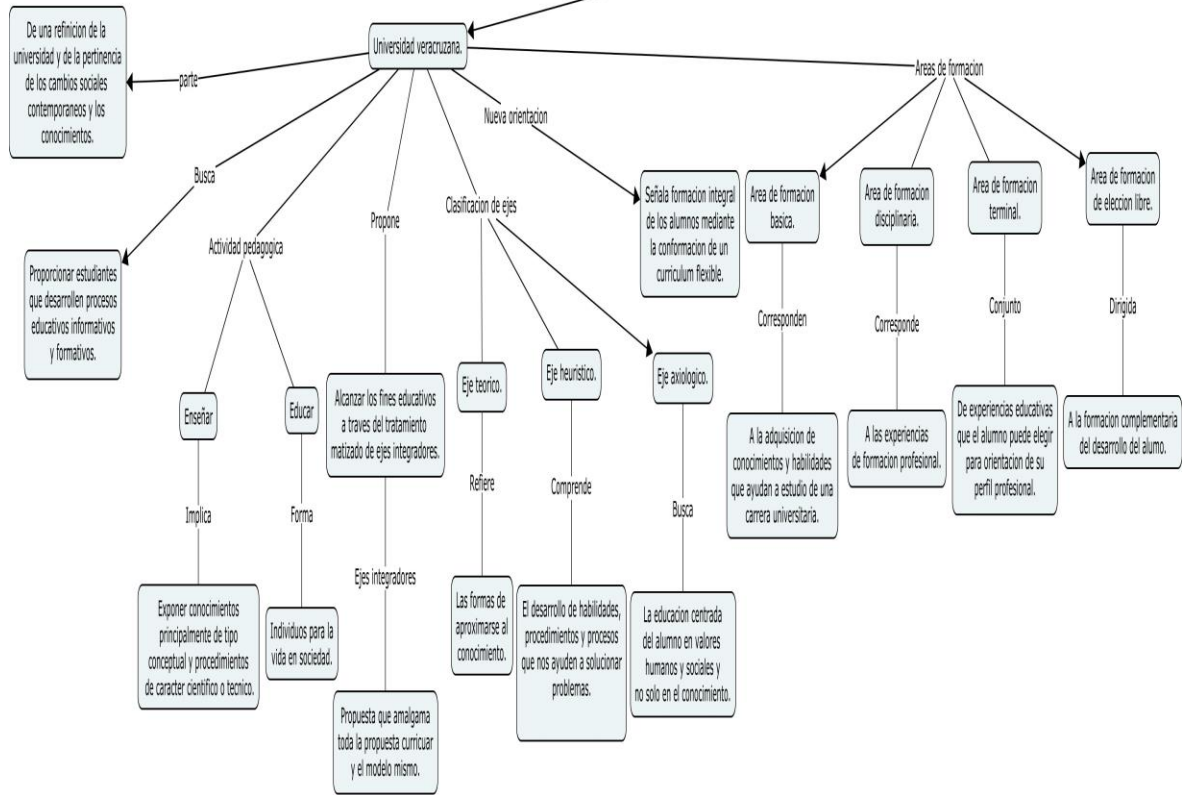 De una refinicion de la
universidad y de la pertinencia
de los cambios sociales
contemporaneos y los
conocimientos.
parte
Universidad veracruzana.
Busca
Proporcionar estudiantes
que desarrollen procesos
educativos informativos
y formativos.
Actividad pedagogica
Enseñar
Implica
Exponer conocimientos
principalmente de tipo
conceptual y procedimientos
de caracter cientifico o tecnico.
Educar
Forma
Individuos para la
vida en sociedad.
Propone
Alcanzar los fines educativos
a traves del tratamiento
matizado de ejes integradores.
Ejes integradores
Propuesta que amalgama
toda la propuesta curricuar
y el modelo mismo.
Clasificacion de ejes
Eje teorico.
Refiere
Las formas de
aproximarse al
conocimiento.
Eje heuristico.
Comprende
El desarrollo de habilidades,
procedimientos y procesos
que nos ayuden a solucionar
problemas.
Eje axiologico.
Busca
La educacion centrada
del alumno en valores
humanos y sociales y
no solo en el conocimiento.
Nueva orientacion
Señala formacion integral
de los alumnos mediante
la conformacion de un
curriculum flexible.
Areas de formacion
Area de formacion
basica.
Corresponden
A la adquisicion de
conocimientos y habilidades
que ayudan a estudio de una
carrera universitaria.
Area de formacion
disciplinaria.
Corresponde
A las experiencias
de formacion profesional.
Area de formacion
terminal.
Conjunto
De experiencias educativas
que el alumno puede elegir
para orientacion de su
perfil profesional.
Area de formacion
de eleccion libre.
Dirigida
A la formacion complementaria
del desarrollo del alumo.